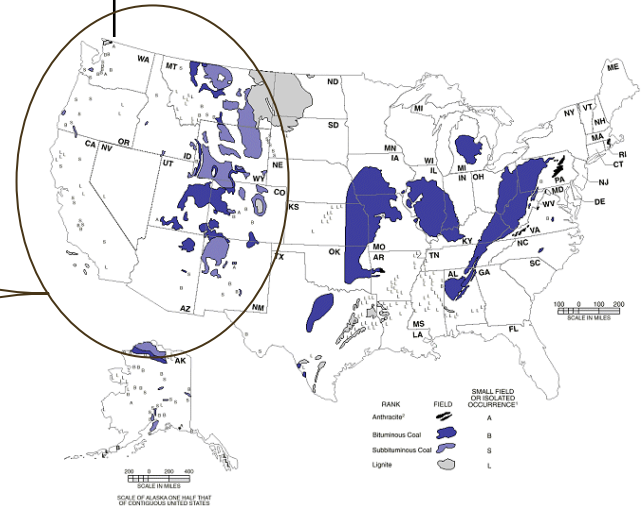 WA
MT
ND
ME
OR
ID
SD
MN
MI
VT
NY
NH
MA
CA
NV
UT
WY
NE
IA
WI
IL
MI
IN
OH
PA
RI
CT
NJ
CO
KS
MO
KY
WV
MD
DE
VA
AZ
NM
OK
AR
TN
NC
SC
TX
MS
LA
AL
GA
FL
AK
100 0 100 200
SCALE IN MILES
200 0 200 400
SCALE IN MILES
SCALE OF ALASKA ONE HALF THAT
OF CONTIGUOUS UNITED STATES
SMALL FIELD
OR ISOLATED
RANK FIELD OCCURRENCE¹
Anthracite² A
Bituminous Coal B
Subbituminous Coal S
Lignite L